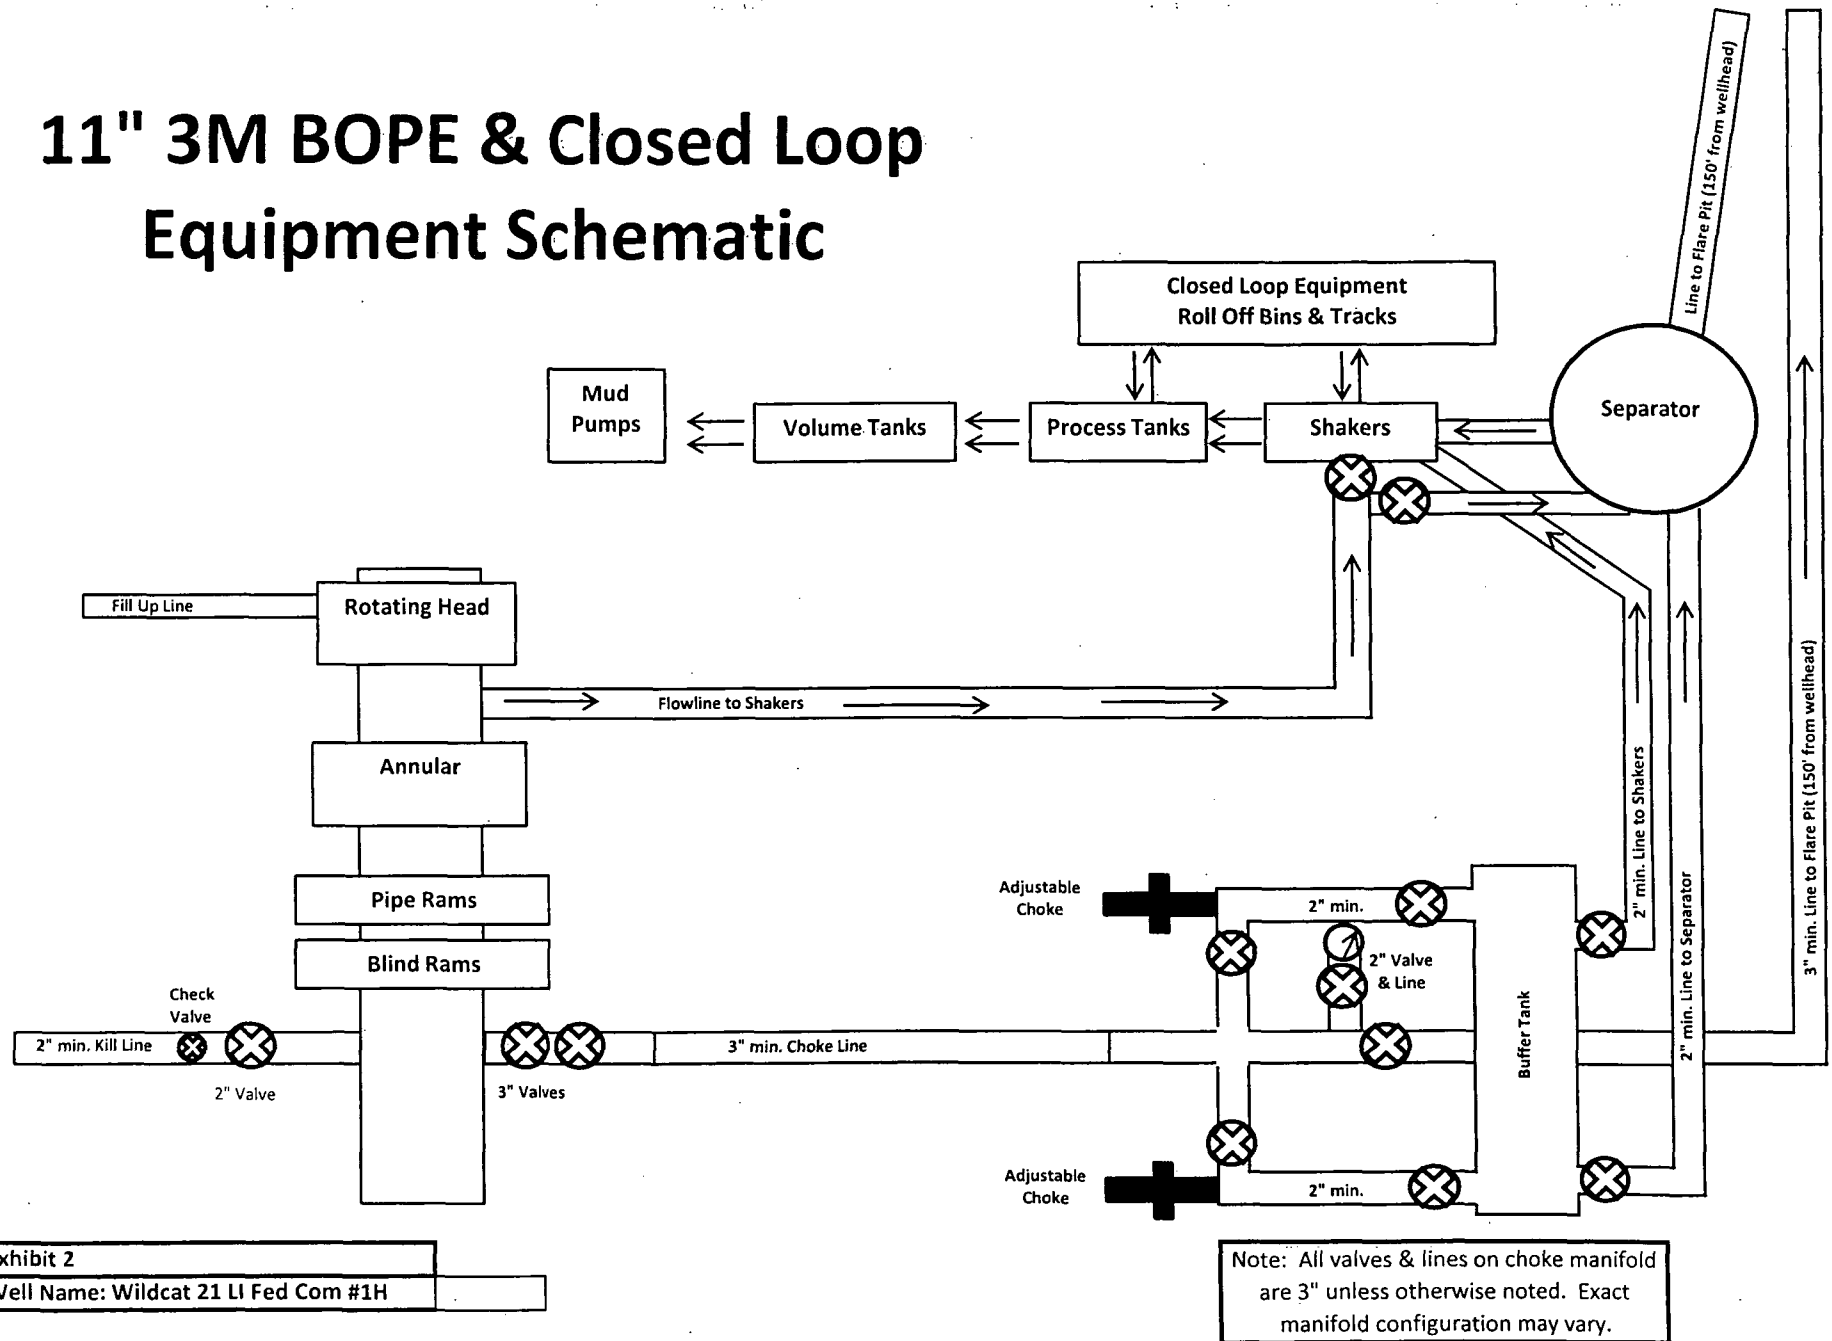 11" 3M BOPE & Closed Loop
Equipment Schematic
Line to Flare Pit (150' from wellhead)
Closed Loop Equipment
Roll Off Bins & Tracks
Mud
Pumps
Volume Tanks
Process Tanks
Shakers
Separator
Fill Up Line
Rotating Head
Flowline to Shakers
Annular
Pipe Rams
Blind Rams
Check
Valve
2" min. Kill Line
2" Valve
3" Valves
3" min. Choke Line
Adjustable
Choke
2" min.
2" Valve
& Line
Buffer Tank
Adjustable
Choke
2" min.
2" min. Line to Shakers
2" min. Line to Separator
3" min. Line to Flare Pit (150' from wellhead)
xhibit 2
Well Name: Wildcat 21 LI Fed Com #1H
Note: All valves & lines on choke manifold
are 3" unless otherwise noted. Exact
manifold configuration may vary.